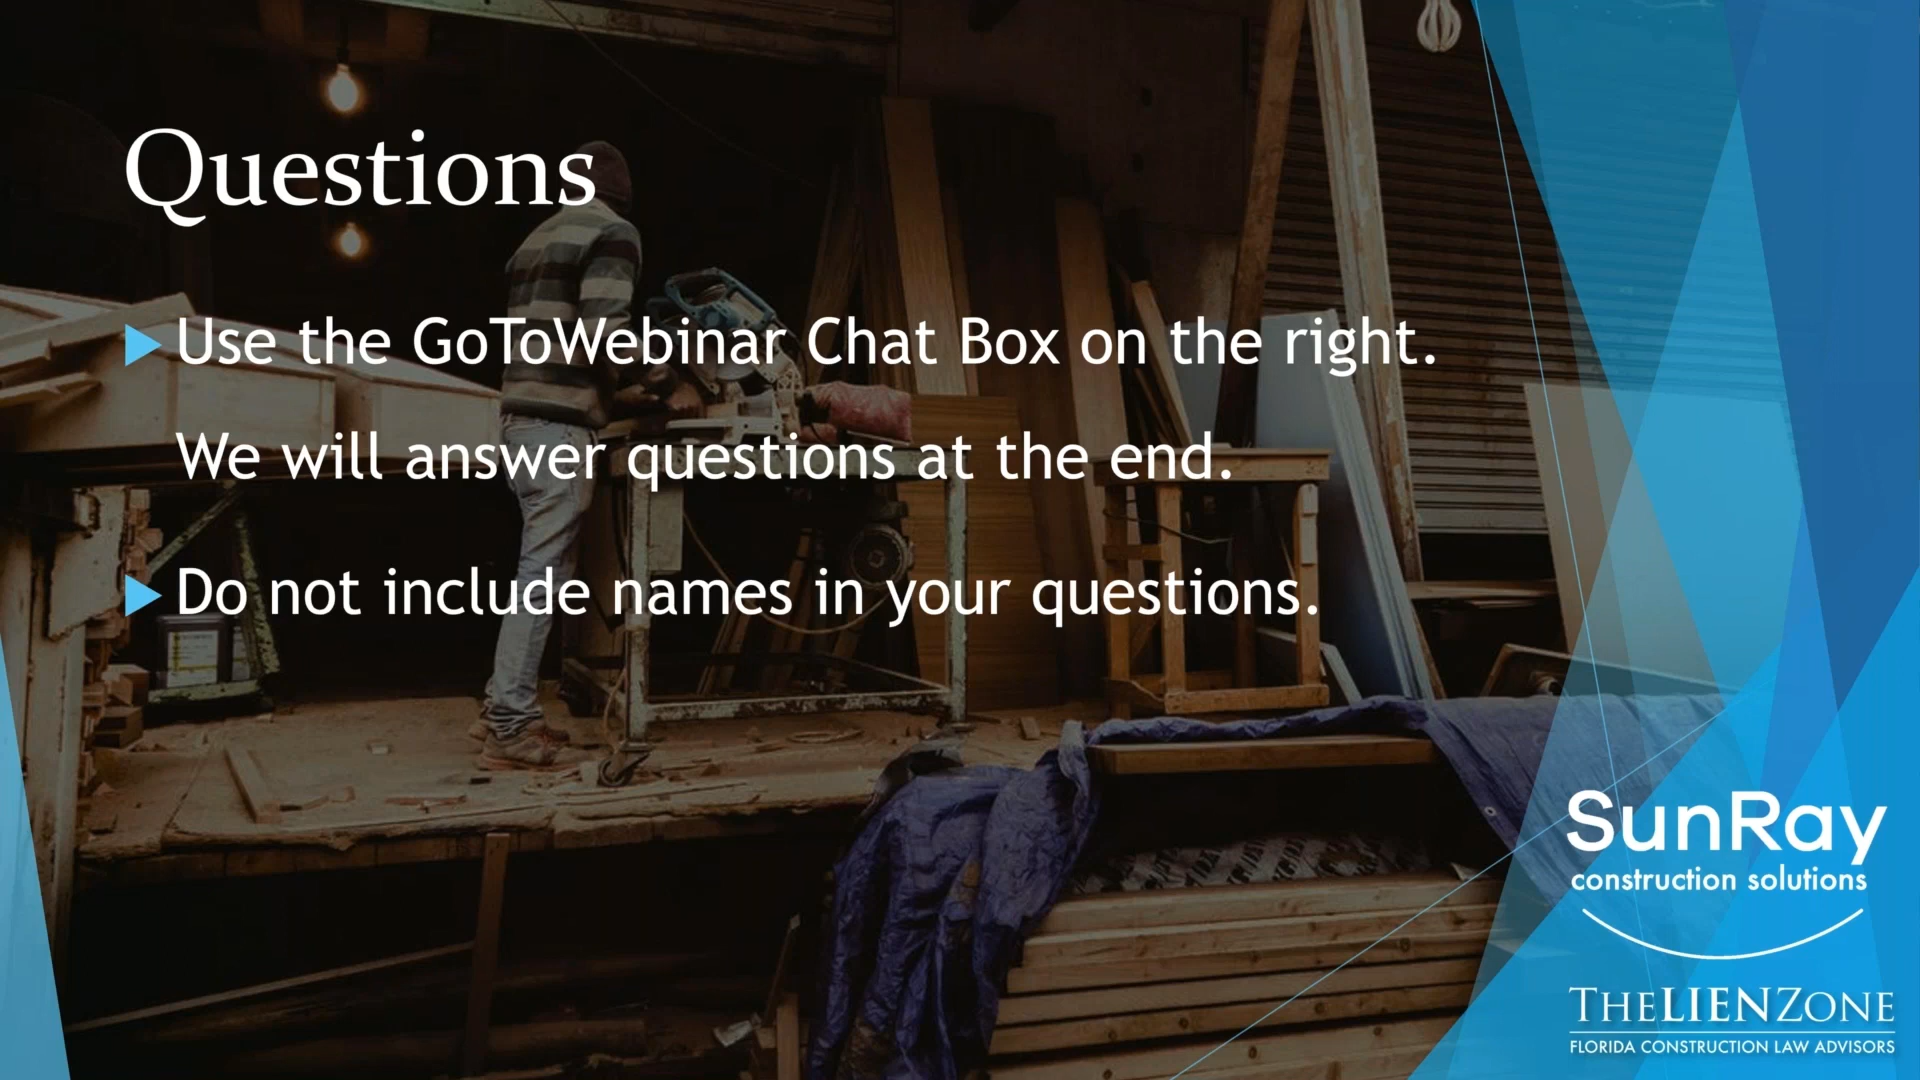 Questions
Use the GoToWebinar Chat Box on the right.
We will answer questions at the end.
Do not include names in your questions.
SunRay
construction solutions
THELIENZONE
FLORIDA CONSTRUCTION LAW ADVISORS